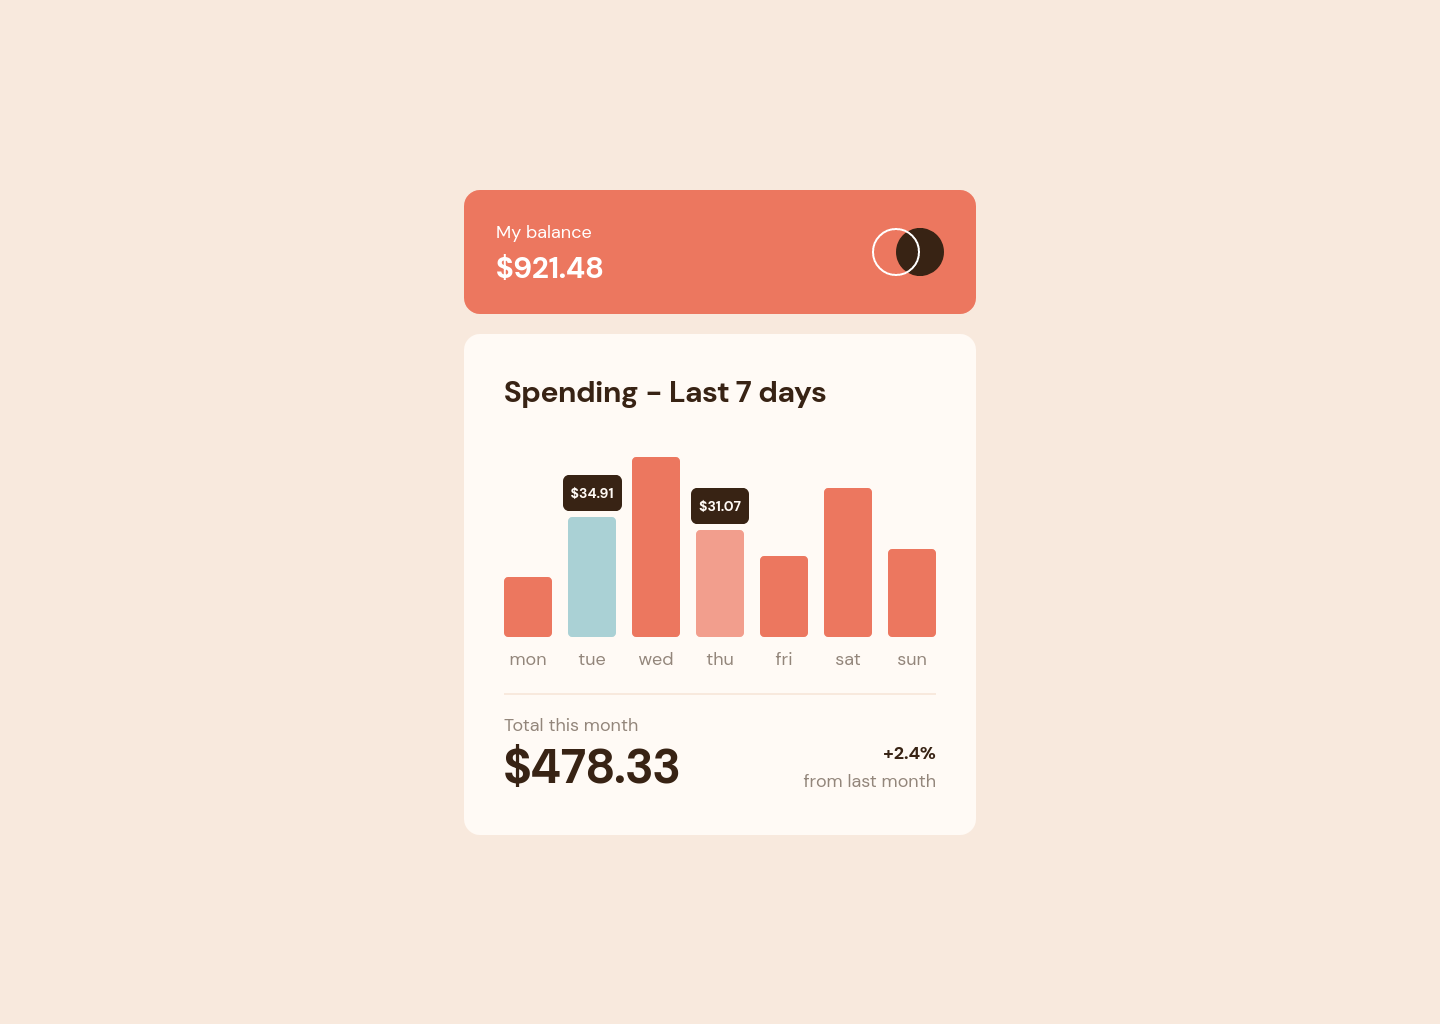 My balance
$921.48
Spending - Last 7 days
$34.91
$31.07
mon tue wed thu fri sat sun
Total this month
$478.33
+2.4%
from last month